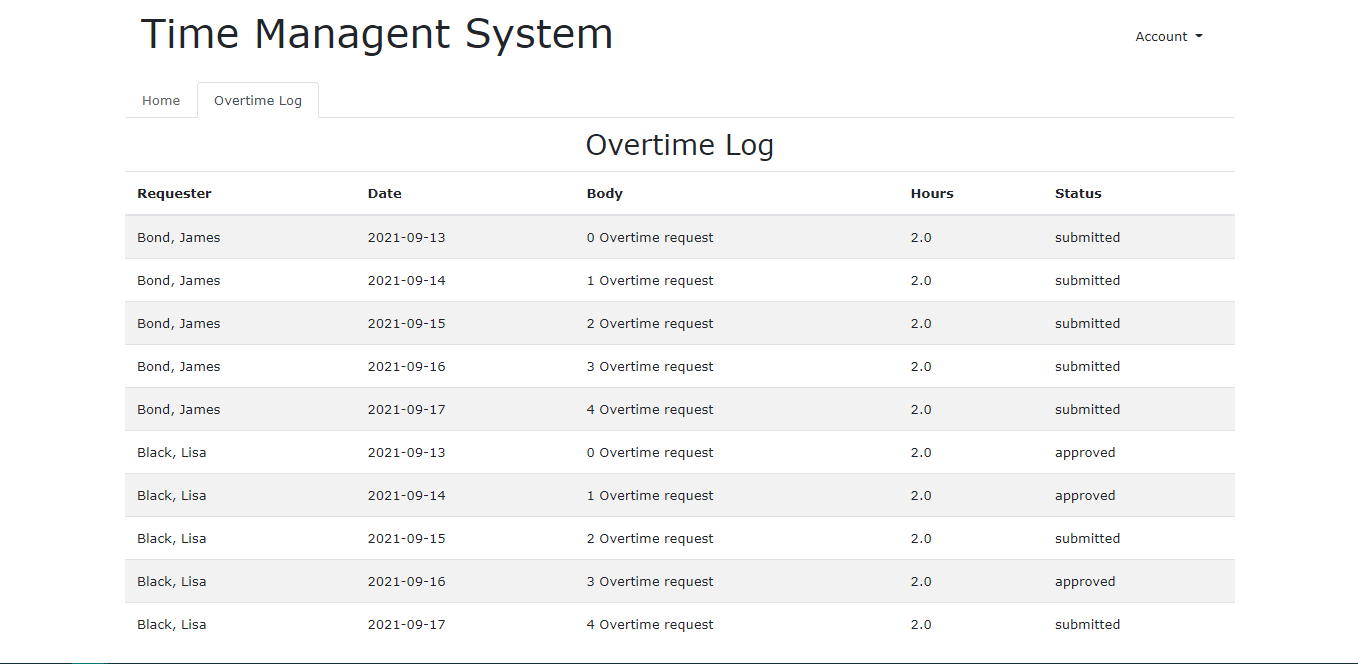 Time Managent System
Account
Home Overtime Log
Overtime Log
Requester Date Body Hours Status
Bond, James 2021-09-13 0 Overtime request 2.0 submitted
Bond, James 2021-09-14 1 Overtime request 2.0 submitted
Bond, James 2021-09-15 2 Overtime request 2.0 submitted
Bond, James 2021-09-16 3 Overtime request 2.0 submitted
Bond, James 2021-09-17 4 Overtime request 2.0 submitted
Black, Lisa 2021-09-13 0 Overtime request 2.0 approved
Black, Lisa 2021-09-14 1 Overtime request 2.0 approved
Black, Lisa 2021-09-15 2 Overtime request 2.0 submitted
Black, Lisa 2021-09-16 3 Overtime request 2.0 approved
Black, Lisa 2021-09-17 4 Overtime request 2.0 submitted